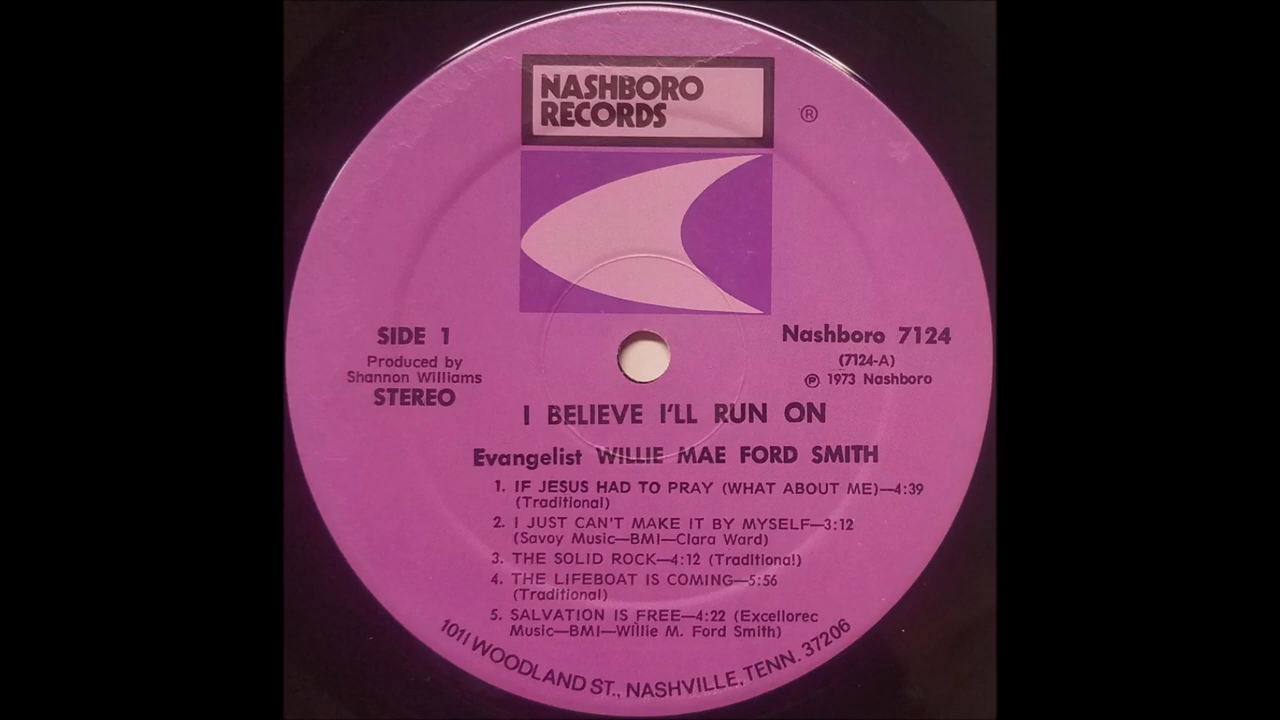 NASHBORO
RECORDS
®
SIDE 1
Produced by
Shannon Williams
STEREO
Nashboro 7124
(7124-A)
℗ 1973 Nashboro
I BELIEVE I'LL RUN ON
Evangelist WILLIE MAE FORD SMITH
1. IF JESUS HAD TO PRAY (WHAT ABOUT ME)—4:39
(Traditional)
2. I JUST CAN'T MAKE IT BY MYSELF—3:12
(Savoy Music—BMI—Clara Ward)
3. THE SOLID ROCK—4:12 (Traditional)
4. THE LIFEBOAT IS COMING—5:56
(Traditional)
5. SALVATION IS FREE—4:22 (Excellorec
Music—BMI—Willie M. Ford Smith)
1011 WOODLAND ST., NASHVILLE, TENN. 37206